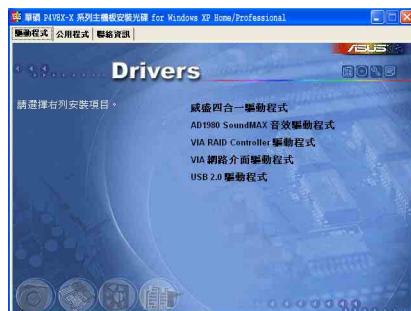 華碩 P4V8X-X 系列主機板安裝光碟 for Windows XP Home/Professional
驅動程式 公用程式 聯絡資訊
ASUS
Drivers
請選擇右列安裝項目。
威盛四合一驅動程式
AD1980 SoundMAX 音效驅動程式
VIA RAID Controller 驅動程式
VIA 網路介面驅動程式
USB 2.0 驅動程式